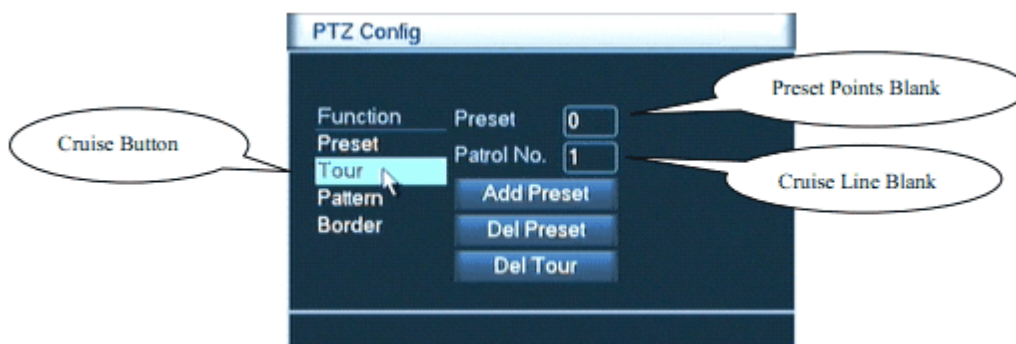 PTZ Config
Preset Points Blank
Function
Preset
0
Cruise Button
Preset
Patrol No.
1
Tour
Cruise Line Blank
Pattern
Add Preset
Border
Del Preset
Del Tour